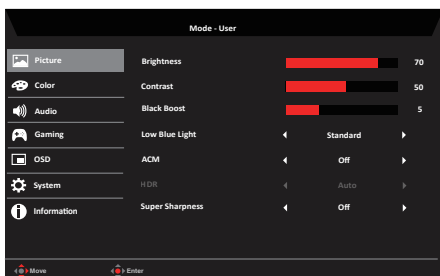 Mode - User
Picture
Brightness 70
Color
Contrast 50
Audio
Black Boost 5
Gaming
Low Blue Light Standard
OSD
ACM Off
System
HDR Auto
Information
Super Sharpness Off
Move Enter